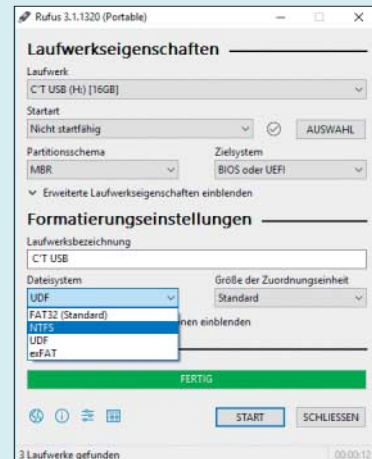 Rufus 3.1.1320 (Portable)
Laufwerkseigenschaften
Laufwerk
C'T USB (H:) [16GB]
Startart
Nicht startfähig
AUSWAHL
Partitionsschema
Zielsystem
MBR
BIOS oder UEFI
Erweiterte Laufwerkseigenschaften einblenden
Formatierungseinstellungen
Laufwerksbezeichnung
C'T USB
Dateisystem
Größe der Zuordnungseinheit
UDF
Standard
FAT32 (Standard)
NTFS
einblenden
UDF
exFAT
FERTIG
START
SCHLIESSEN
3 Laufwerke gefunden
00:00:12